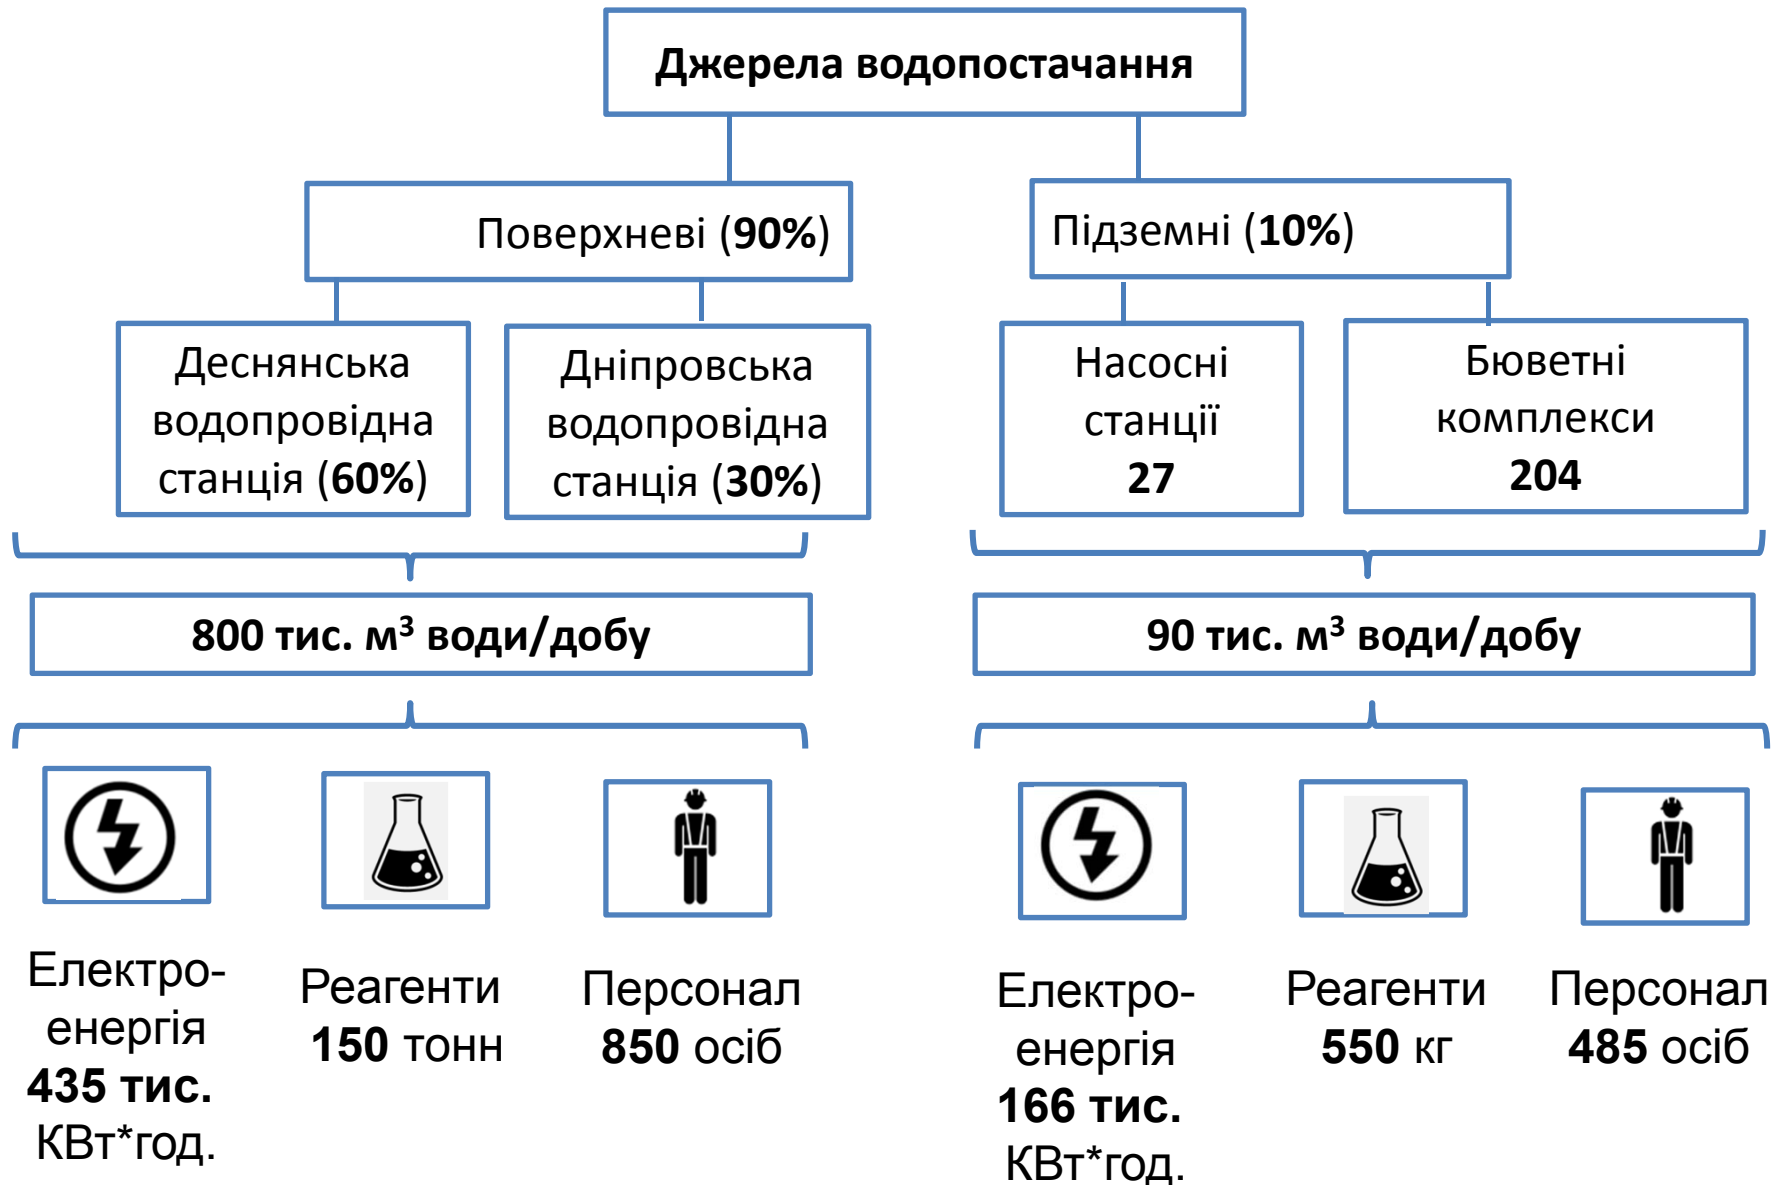 Джерела водопостачання
Поверхневі (90%)
Підземні (10%)
Деснянська
водопровідна
станція (60%)
Дніпровська
водопровідна
станція (30%)
Насосні
станції
27
Бюветні
комплекси
204
800 тис. м³ води/добу
90 тис. м³ води/добу
Електро-
енергія
435 тис.
КВт*год.
Реагенти
150 тонн
Персонал
850 осіб
Електро-
енергія
166 тис.
КВт*год.
Реагенти
550 кг
Персонал
485 осіб